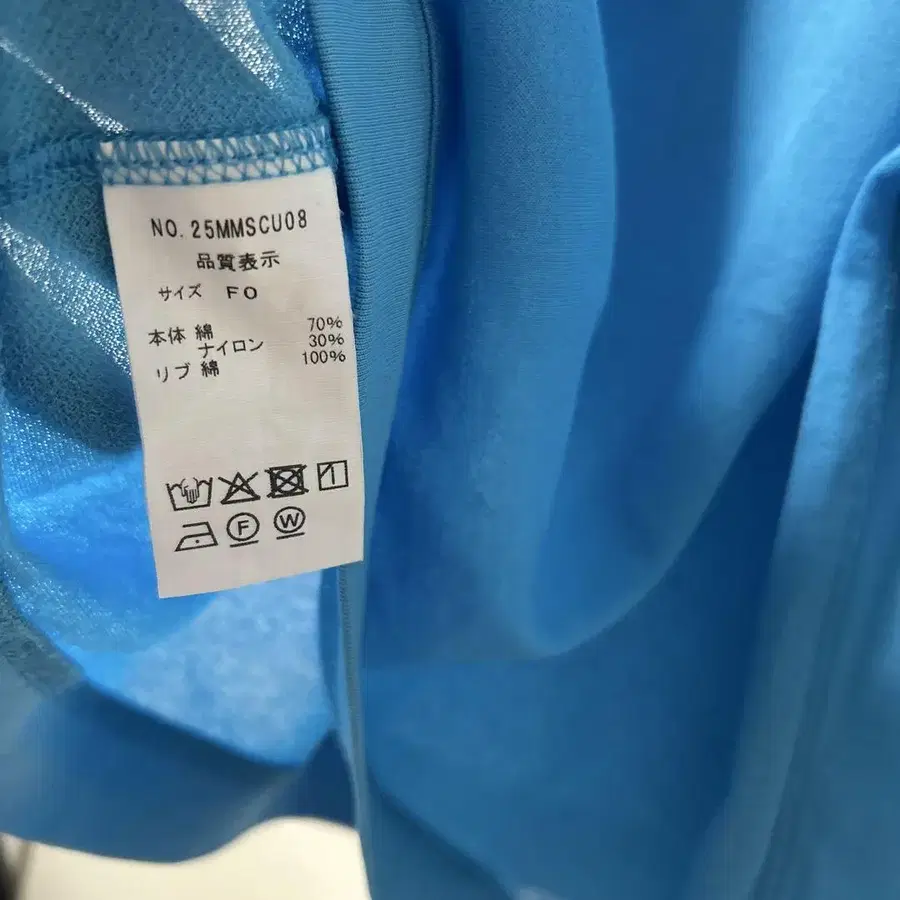 NO. 25MMSCU08
品質表示
サイズ FO
本体 綿 70%
ナイロン 30%
リブ 綿 100%
F W